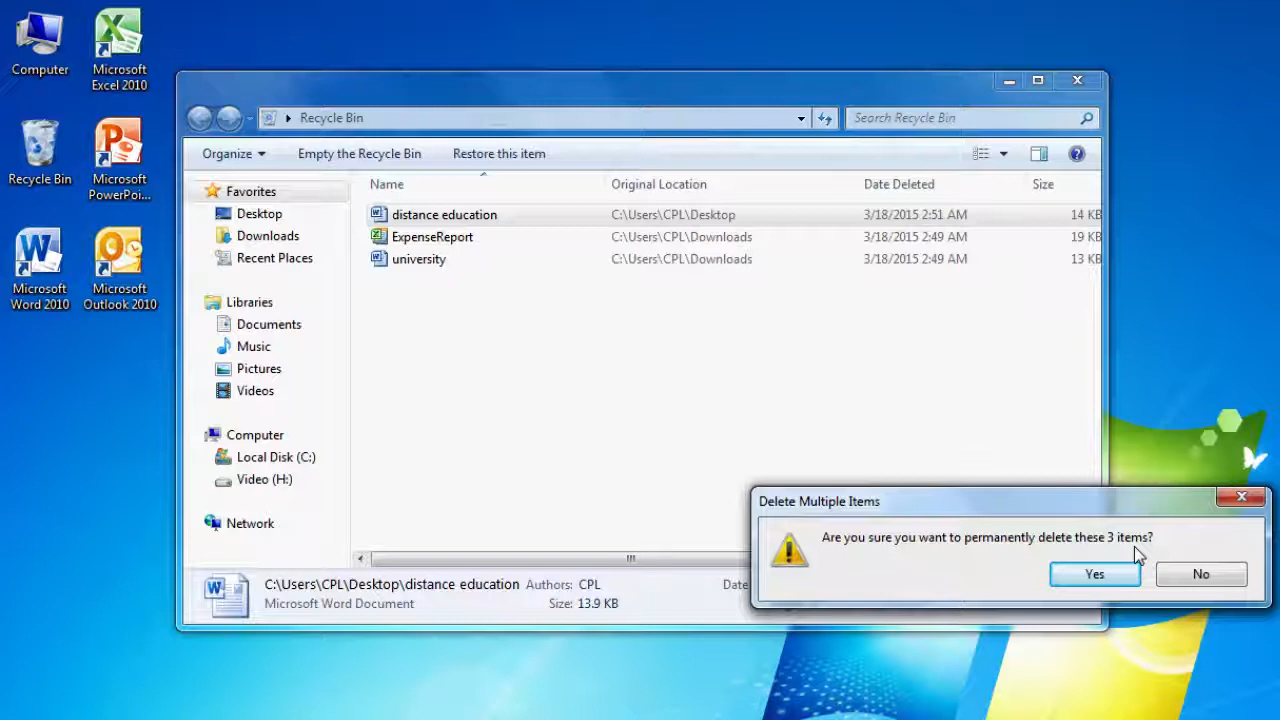 Computer
Microsoft
Excel 2010
Recycle Bin
Microsoft
PowerPoi...
Microsoft
Word 2010
Microsoft
Outlook 2010
Recycle Bin
Search Recycle Bin
Organize
Empty the Recycle Bin
Restore this item
Favorites
Desktop
Downloads
Recent Places
Libraries
Documents
Music
Pictures
Videos
Computer
Local Disk (C:)
Video (H:)
Network
Name Original Location Date Deleted Size
distance education C:\Users\CPL\Desktop 3/18/2015 2:51 AM 14 KB
ExpenseReport C:\Users\CPL\Downloads 3/18/2015 2:49 AM 19 KB
university C:\Users\CPL\Downloads 3/18/2015 2:49 AM 13 KB
C:\Users\CPL\Desktop\distance education Authors: CPL Date
Microsoft Word Document Size: 13.9 KB
Delete Multiple Items
Are you sure you want to permanently delete these 3 items?
Yes
No